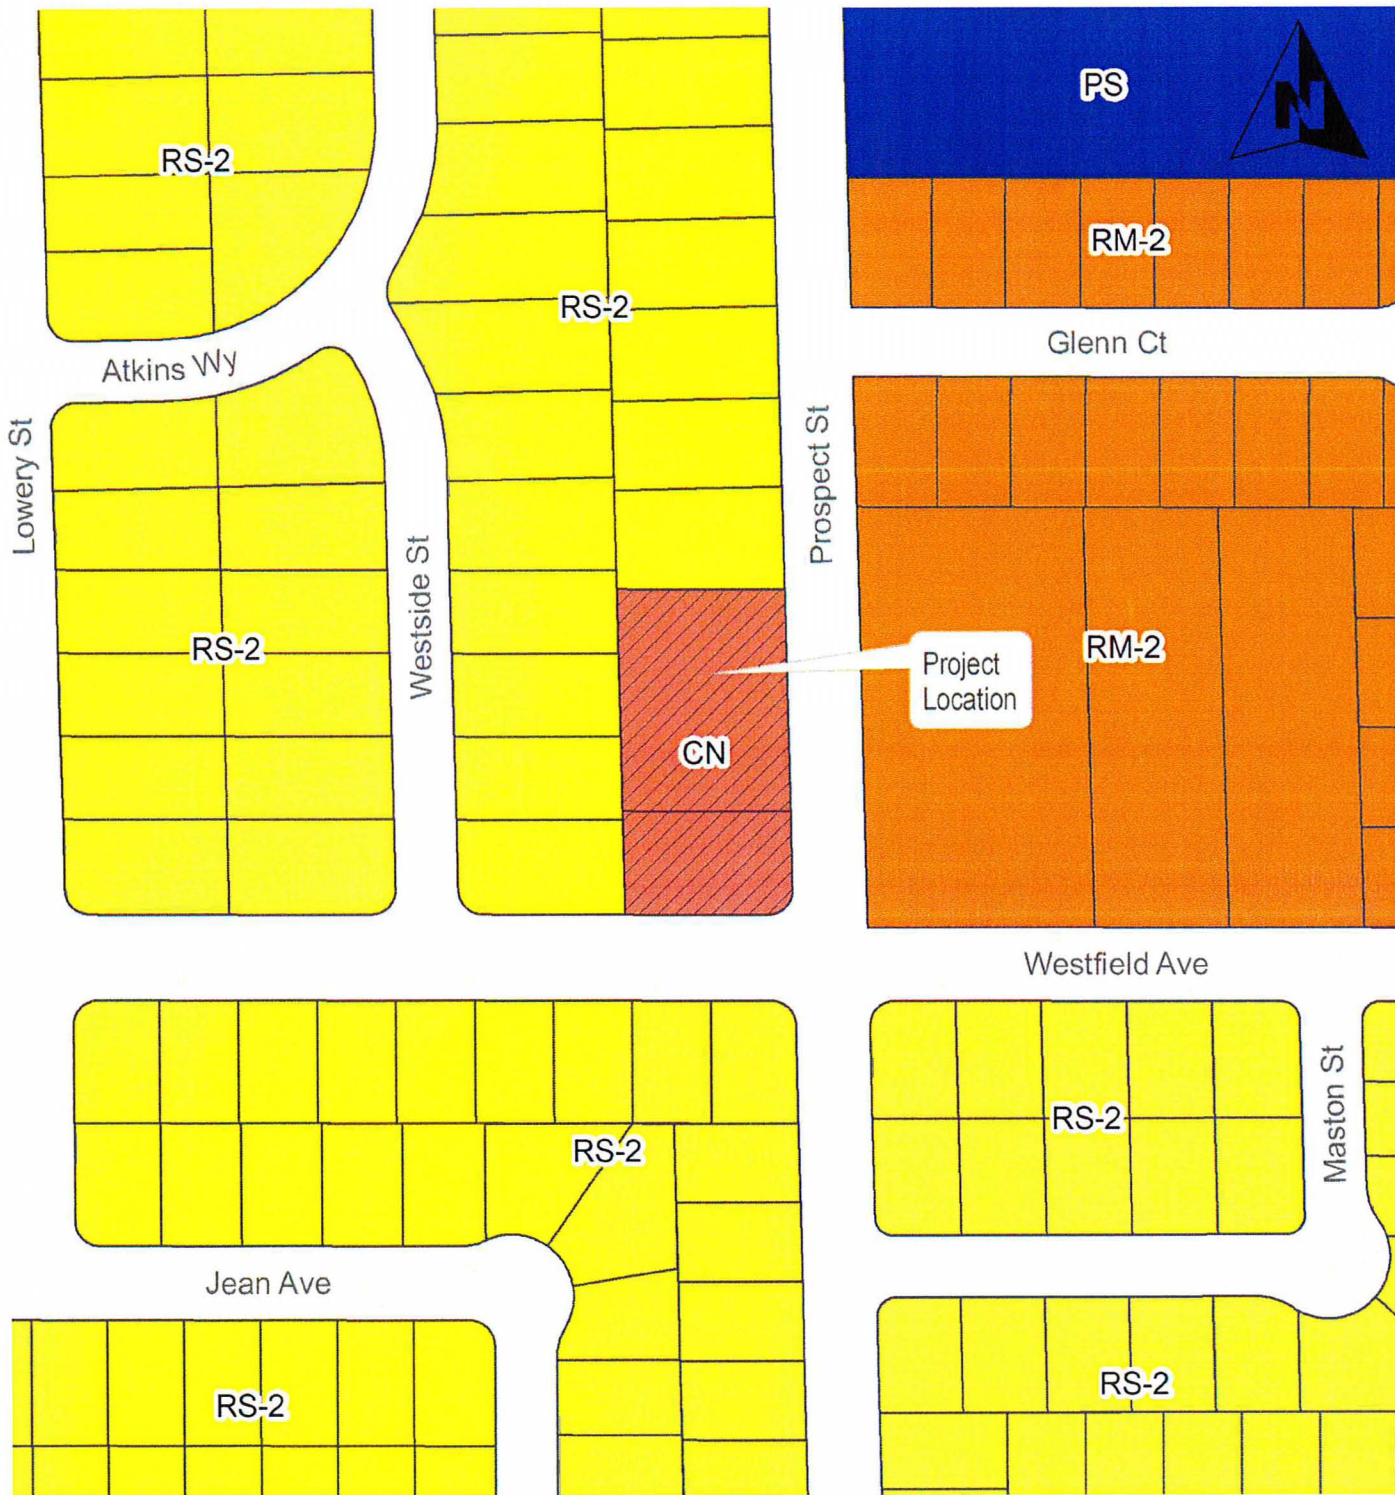 PS
N
RS-2
RM-2
RS-2
Glenn Ct
Atkins Wy
Lowery St
Prospect St
Westside St
RS-2
RM-2
Project
Location
CN
Westfield Ave
RS-2
RS-2
Maston St
Jean Ave
RS-2
RS-2